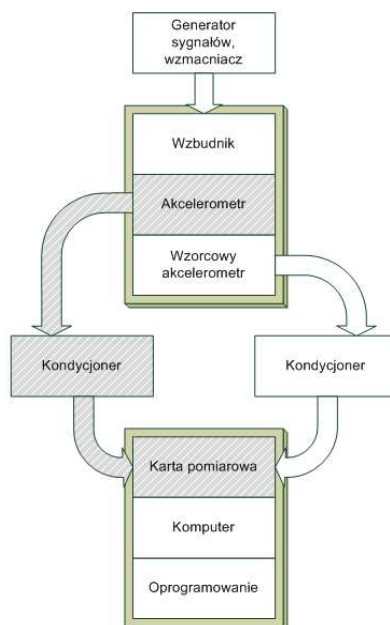 Generator
sygnałów,
wzmacniacz
Wzbudnik
Akcelerometr
Wzorcowy
akcelerometr
Kondycjoner
Kondycjoner
Karta pomiarowa
Komputer
Oprogramowanie